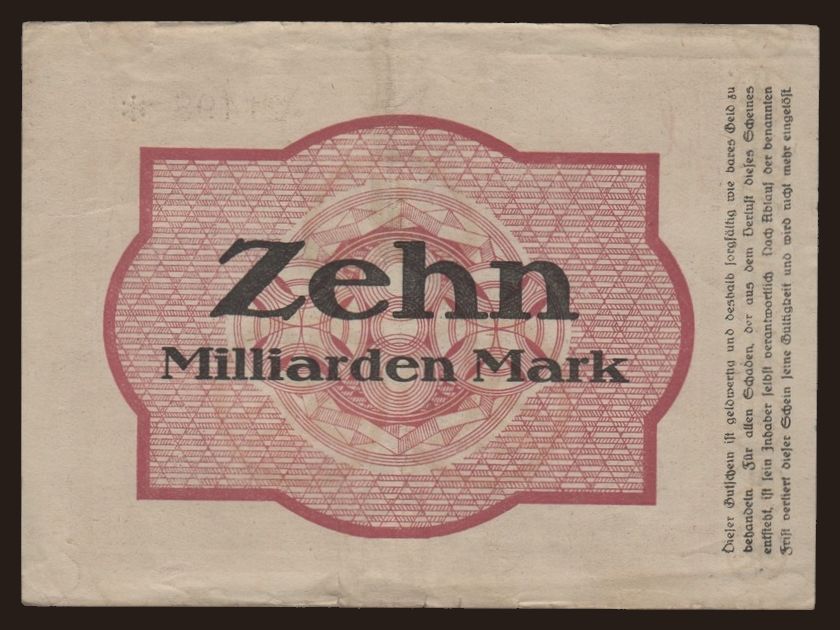 Zehn
Milliarden Mark
Dieser Gutschein ist geldwertig und deshalb sorgfältig wie bares Geld zu
behandeln. Für allen Schaden, der aus dem Verlust dieses Scheines
entsteht, ist sein Inhaber selbst verantwortlich. Nach Ablauf der benannten
Frist verliert dieser Schein seine Gültigkeit und wird nicht mehr eingelöst.